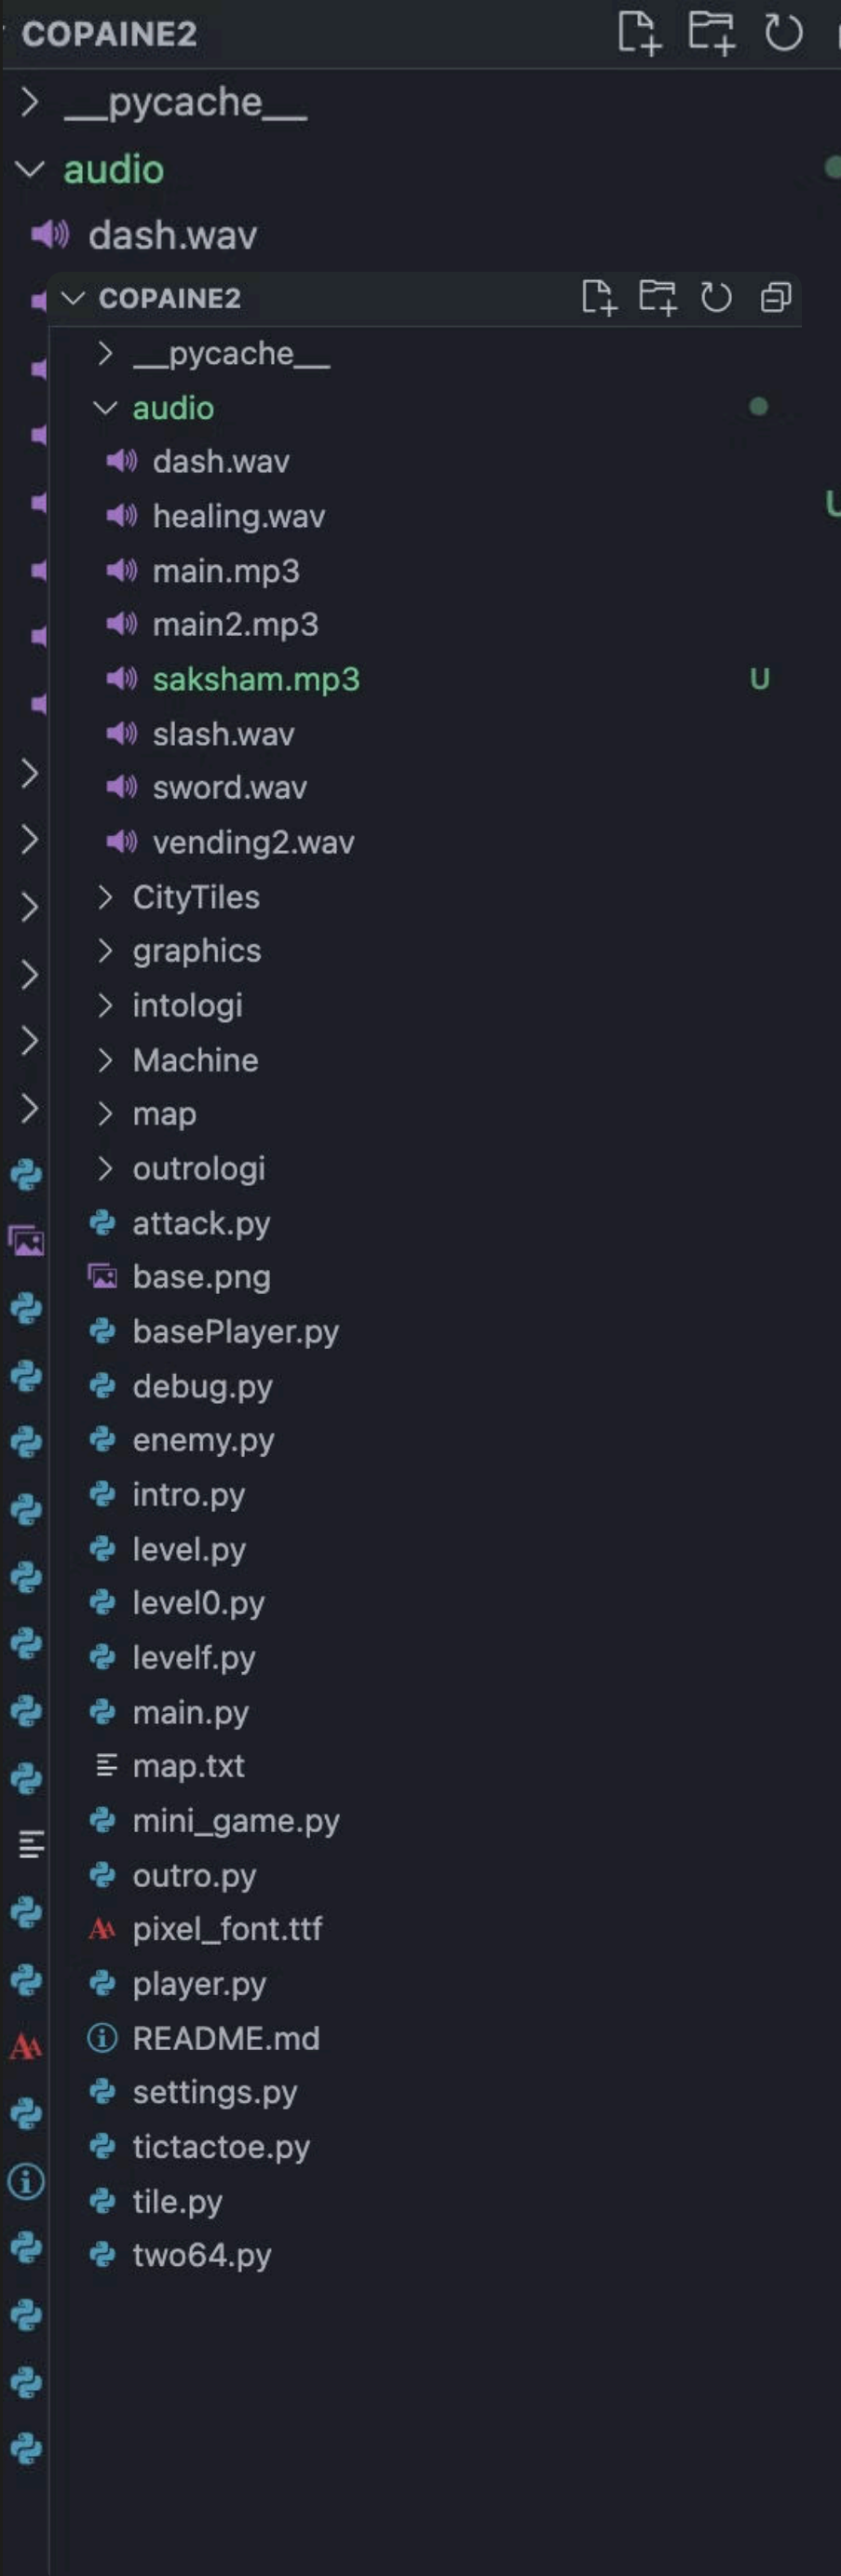 COPAINE2
__pycache__
audio
dash.wav
COPAINE2
__pycache__
audio
dash.wav
healing.wav
main.mp3
main2.mp3
saksham.mp3 U
slash.wav
sword.wav
vending2.wav
CityTiles
graphics
intologi
Machine
map
outrologi
attack.py
base.png
basePlayer.py
debug.py
enemy.py
intro.py
level.py
level0.py
levelf.py
main.py
map.txt
mini_game.py
outro.py
pixel_font.ttf
player.py
README.md
settings.py
tictactoe.py
tile.py
two64.py